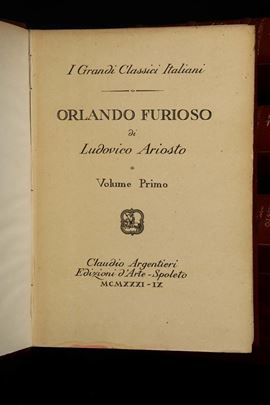 I Grandi Classici Italiani
ORLANDO FURIOSO
di
Ludovico Ariosto
Volume Primo
Claudio Argentieri
Edizioni d'Arte - Spoleto
MCMXXXI - IX